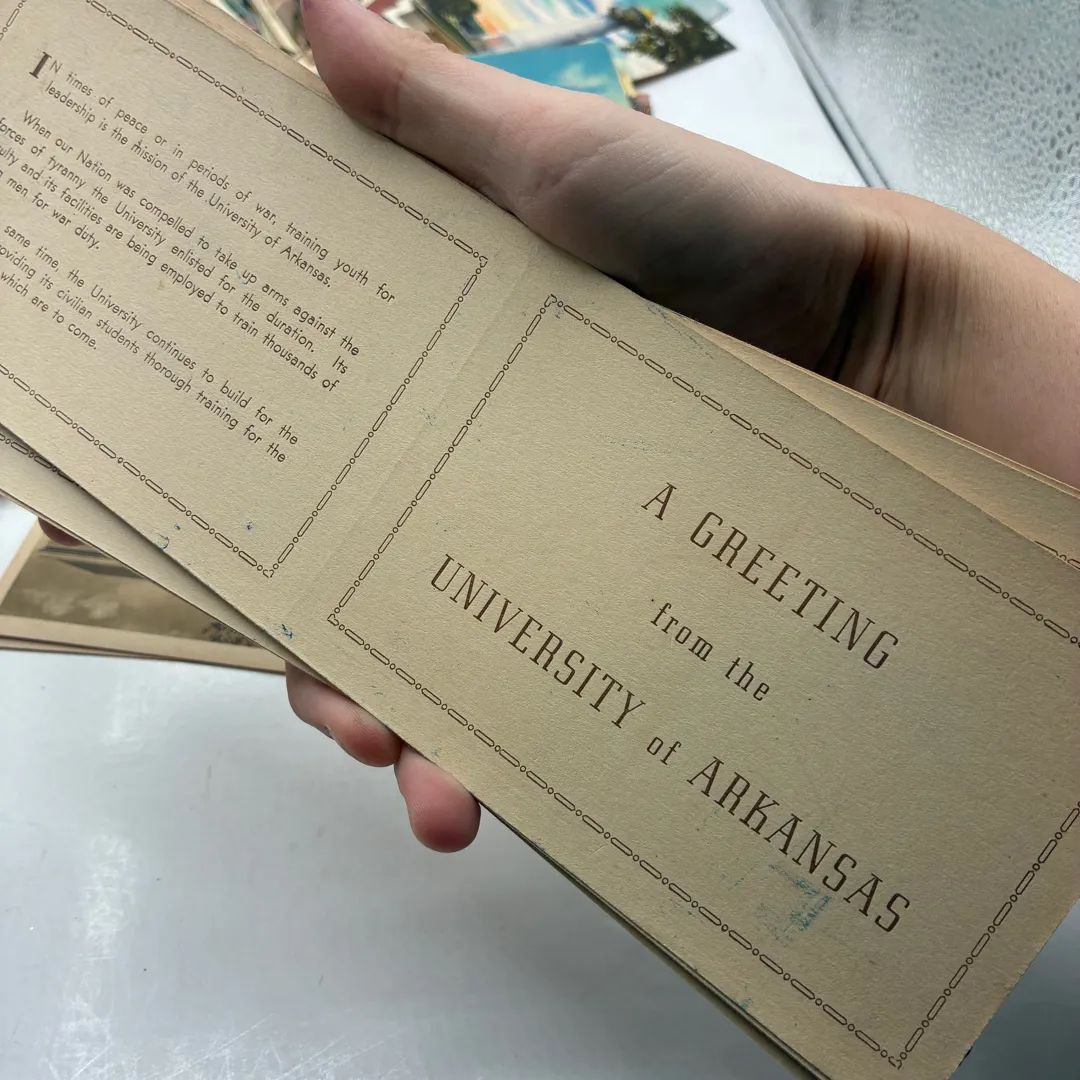 IN times of peace or in periods of war, training youth for
leadership is the mission of the University of Arkansas.
When our Nation was compelled to take up arms against the
forces of tyranny the University enlisted for the duration. Its
and its facilities are being employed to train thousands of
men for war duty.
same time, the University continues to build for the
providing its civilian students thorough training for the
which are to come.
A GREETING
from the
UNIVERSITY of ARKANSAS